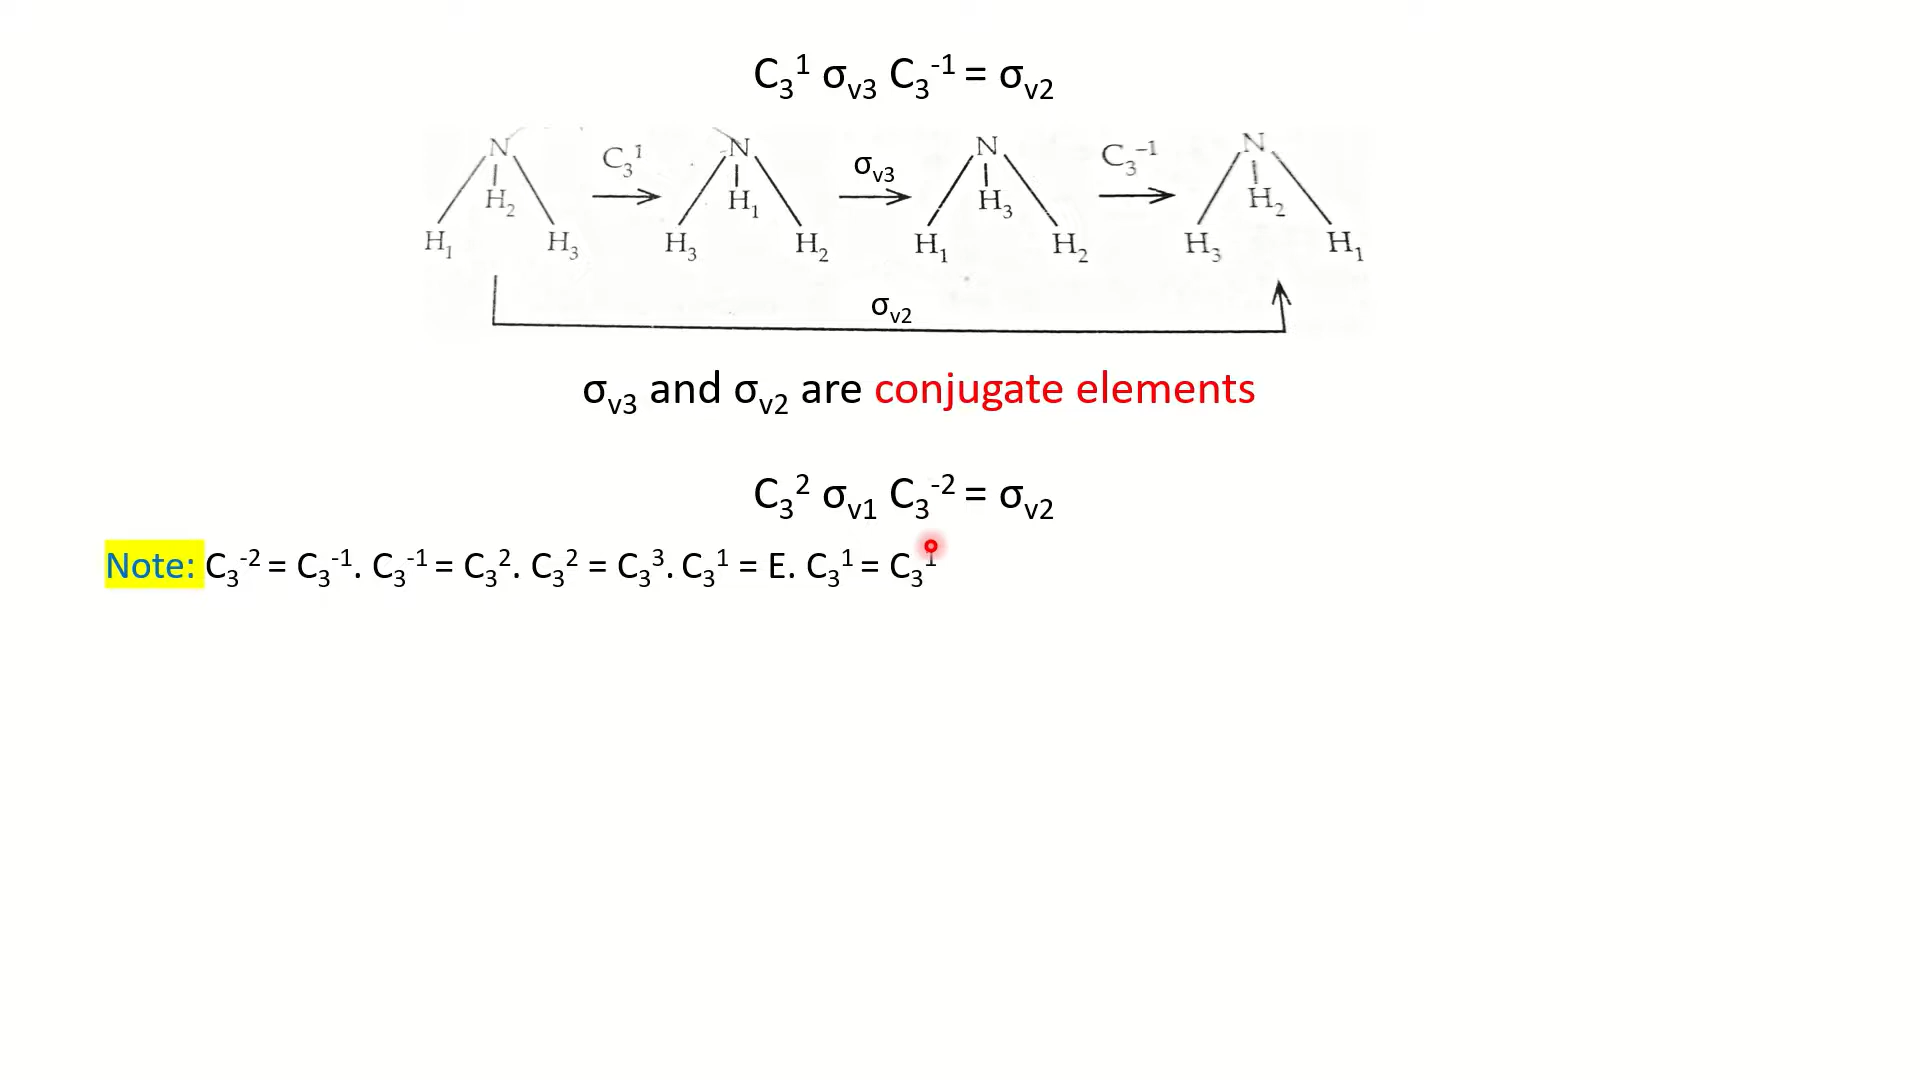 C₃¹ σᵥ₃ C₃⁻¹ = σᵥ₂
N N N N
C₃¹ σᵥ₃ C₃⁻¹
H₂ H₁ H₃ H₂
H₁ H₃ H₃ H₂ H₁ H₂ H₃ H₁
σᵥ₂
σᵥ₃ and σᵥ₂ are conjugate elements
C₃² σᵥ₁ C₃⁻² = σᵥ₂
Note: C₃⁻² = C₃⁻¹. C₃⁻¹ = C₃². C₃² = C₃³. C₃¹ = E. C₃¹ = C₃¹